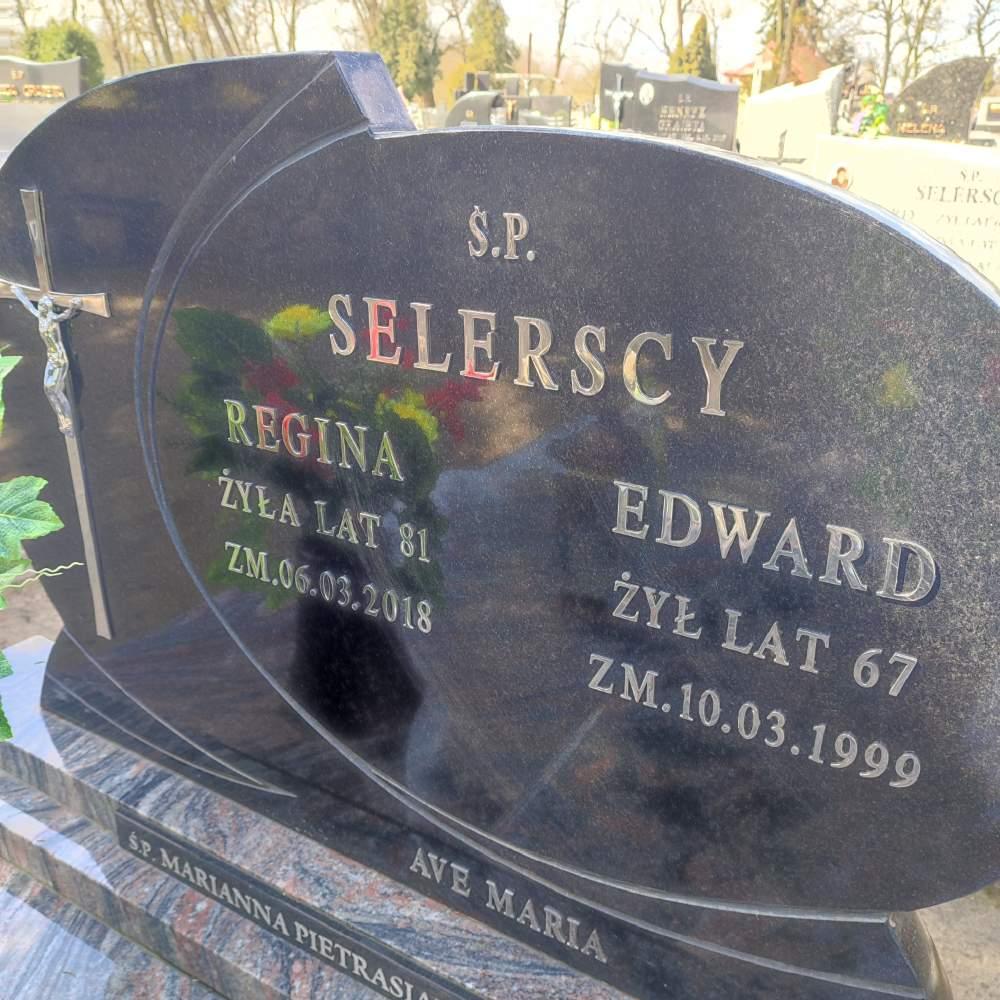 Ś.P.
SELERSCY
REGINA
ŻYŁA LAT 81
ZM.06.03.2018
EDWARD
ŻYŁ LAT 67
ZM.10.03.1999
AVE MARIA
Ś.P. MARIANNA
HELENA
Ś.P.